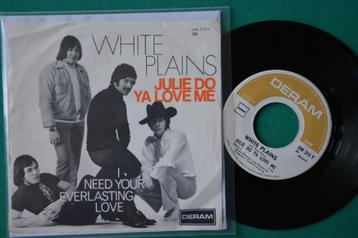 WHITE
PLAINS
JULIE DO
YA LOVE ME
NEED YOUR
EVERLASTING
LOVE
DERAM
DERAM
WHITE PLAINS
JULIE DO YA LOVE ME